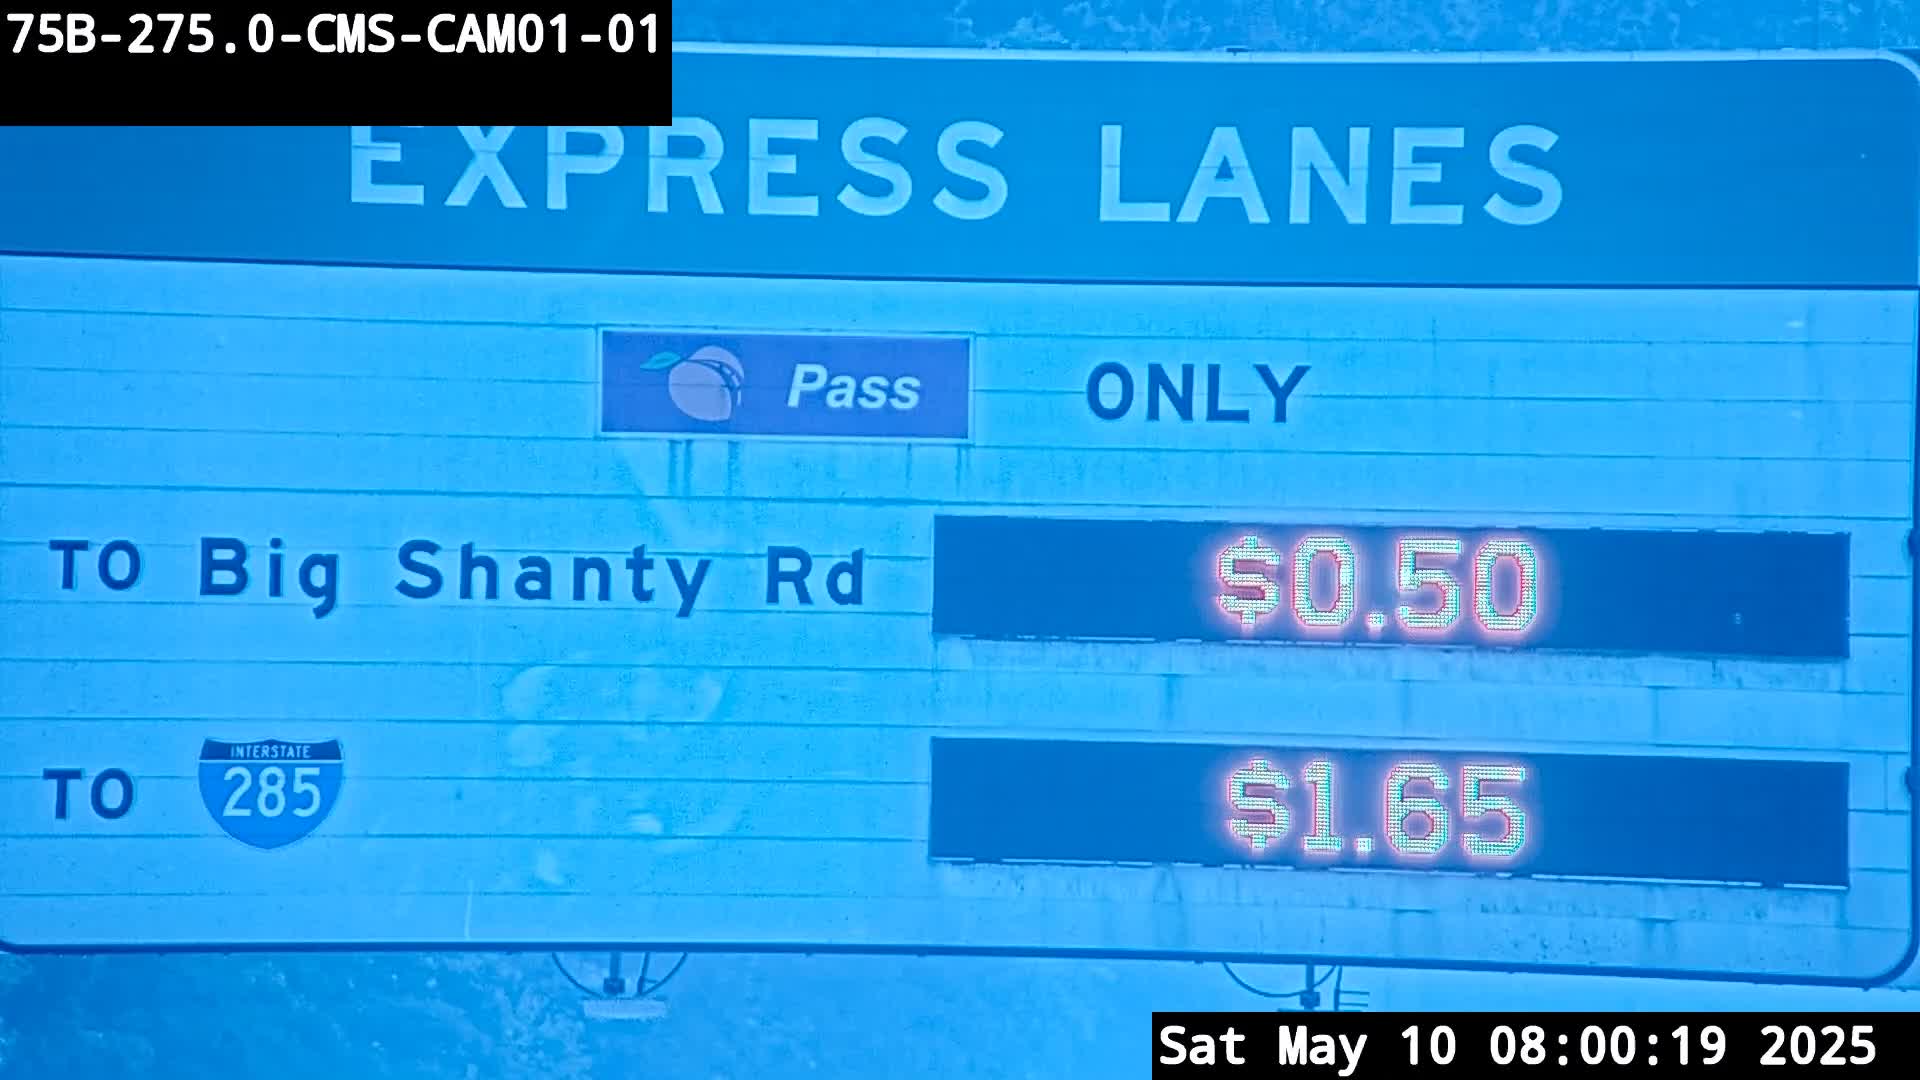 75B-275.0-CMS-CAM01-01
EXPRESS LANES
Pass ONLY
TO Big Shanty Rd $0.50
INTERSTATE
TO 285 $1.65
Sat May 10 08:00:19 2025